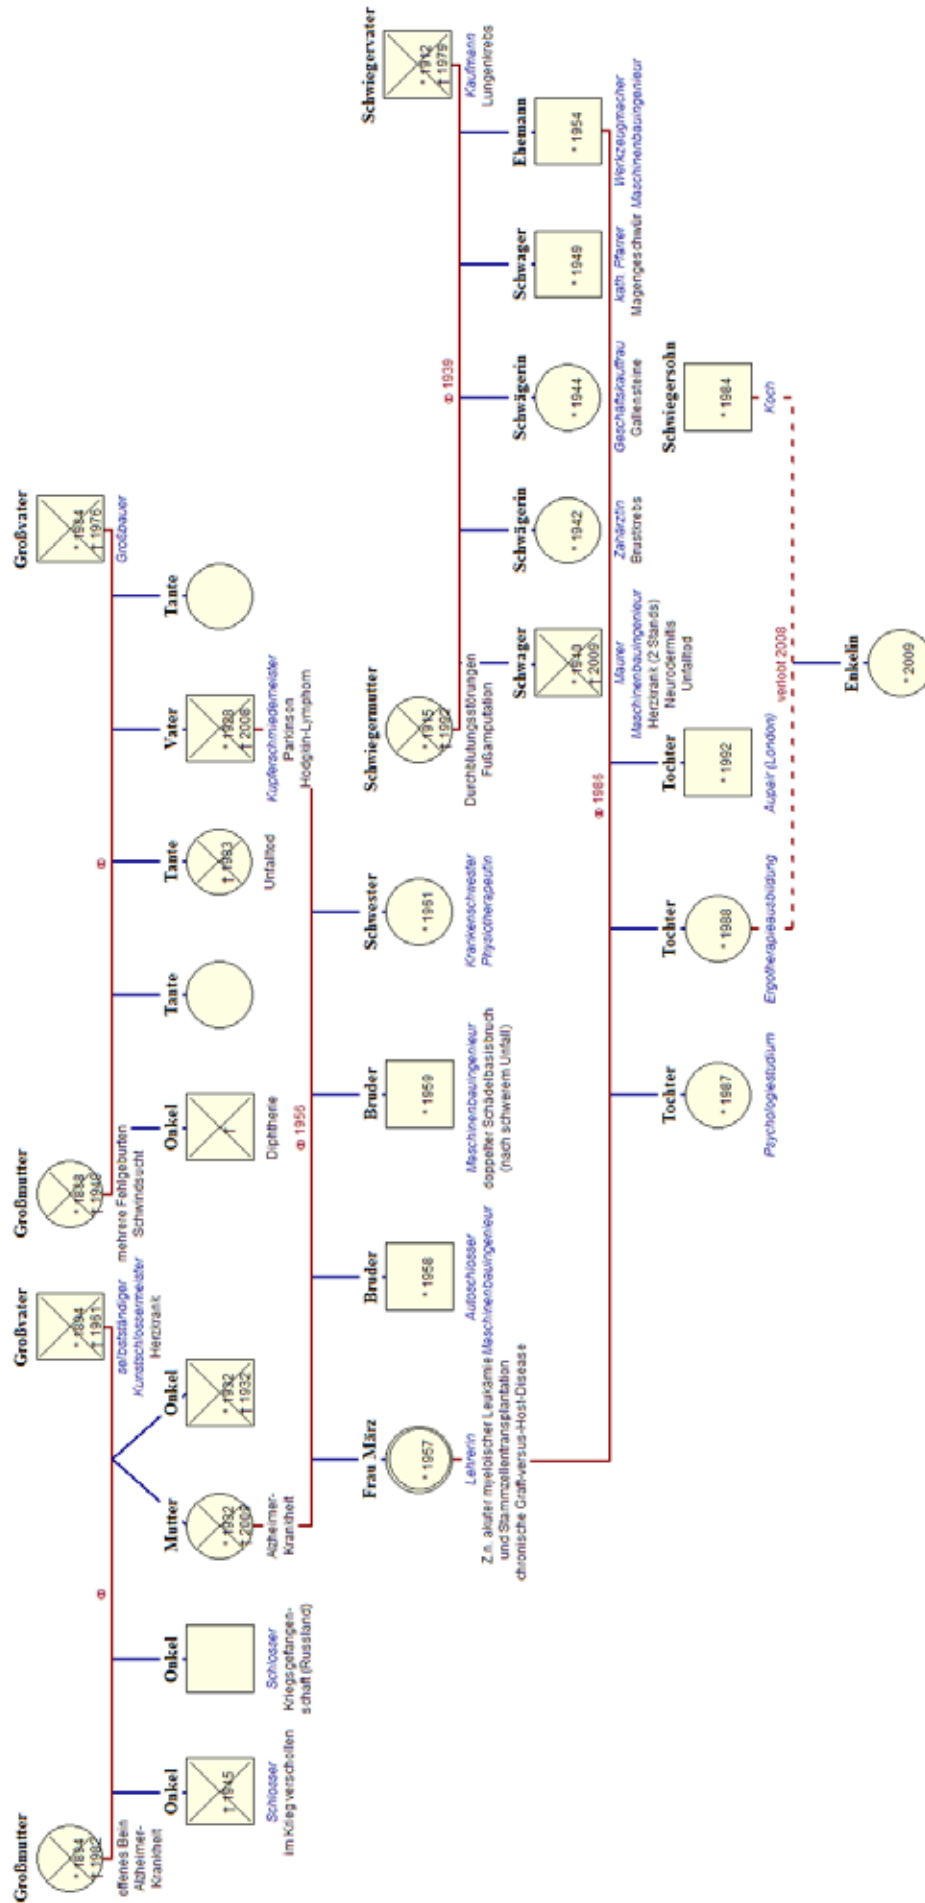 Großmutter
* 1894
† 1982
offenes Bein
Alzheimer-
Krankheit
Großvater
* 1894
† 1961
selbstständiger
Kunstschlossermeister
Herzkrank
Großmutter
* 1888
mehrere Fehlgeburten
Schwindsucht
Großvater
† 1976
Großbauer
⚭
⚭
Onkel
† 1945
Schlosser
im Krieg verschollen
Onkel
Schlosser
Kriegsgefangen-
schaft (Russland)
Mutter
* 1932
Alzheimer-
Krankheit
Onkel
* 1932
† 1932
Onkel
†
Diphtherie
Tante
Tante
† 1983
Unfalltod
Vater
* 1928
† 2008
Kupferschmiedemeister
Parkinson
Hodgkin-Lymphom
Tante
⚭ 1956
Frau März
* 1957
Lehrerin
Z.n. akuter myeloischer Leukämie
und Stammzellentransplantation
chronische Graft-versus-Host-Disease
Bruder
* 1958
Autoschlosser
Maschinenbauingenieur
Bruder
* 1959
Maschinenbauingenieur
doppelter Schädelbasisbruch
(nach schwerem Unfall)
Schwester
* 1961
Krankenschwester
Physiotherapeutin
Schwiegermutter
* 1915
† 1992
Durchblutungsstörungen
Fußamputation
Schwiegervater
* 1912
† 1979
Kaufmann
Lungenkrebs
⚭ 1939
Schwager
* 1940
† 2009
Maurer
Maschinenbauingenieur
Herzkrank (2 Stands)
Neurodermitis
Unfalltod
Schwägerin
* 1942
Zahärztin
Brustkrebs
Schwägerin
* 1944
Geschäftskauffrau
Gallensteine
Schwager
* 1949
kath. Pfarrer
Magengeschwür
Ehemann
* 1954
Werkzeugmacher
Maschinenbauingenieur
⚭ 1986
Tochter
* 1987
Psychologiestudium
Tochter
* 1988
Ergotherapieausbildung
Tochter
* 1992
Aupair (London)
Schwiegersohn
* 1984
Koch
verlobt 2008
Enkelin
* 2009